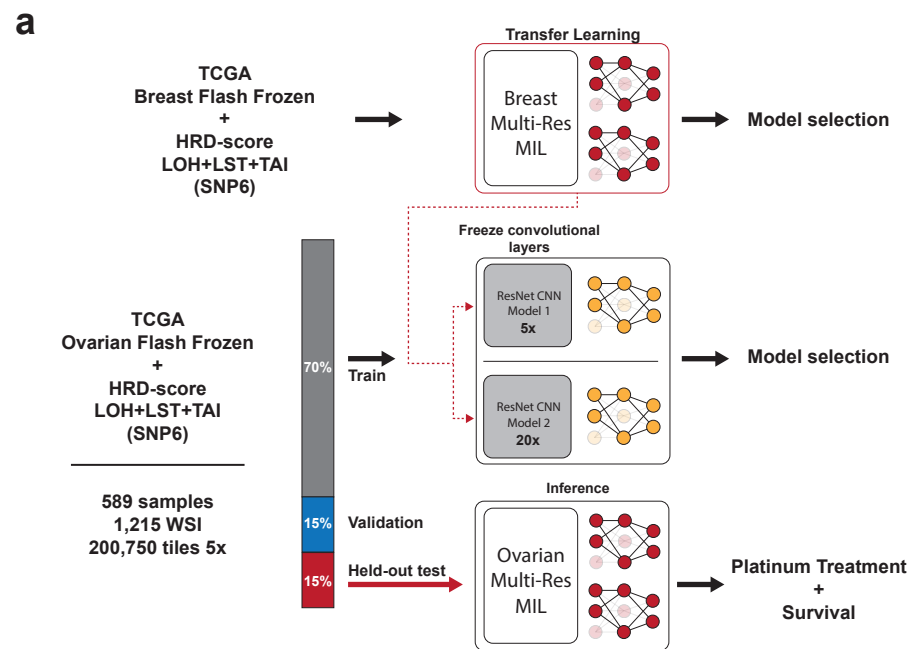 a
TCGA
Breast Flash Frozen
+
HRD-score
LOH+LST+TAI
(SNP6)
Transfer Learning
Breast
Multi-Res
MIL
Model selection
TCGA
Ovarian Flash Frozen
+
HRD-score
LOH+LST+TAI
(SNP6)
589 samples
1,215 WSI
200,750 tiles 5x
70%
Train
15%
Validation
15%
Held-out test
Freeze convolutional
layers
ResNet CNN
Model 1
5x
ResNet CNN
Model 2
20x
Model selection
Inference
Ovarian
Multi-Res
MIL
Platinum Treatment
+
Survival